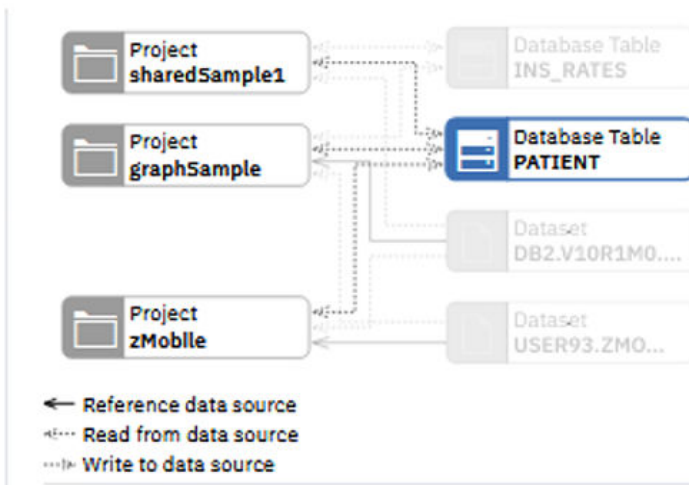 Project
sharedSample1
Database Table
INS_RATES
Project
graphSample
Database Table
PATIENT
Dataset
DB2.V10R1M0....
Project
zMobile
Dataset
USER93.ZMO...
Reference data source
Read from data source
Write to data source